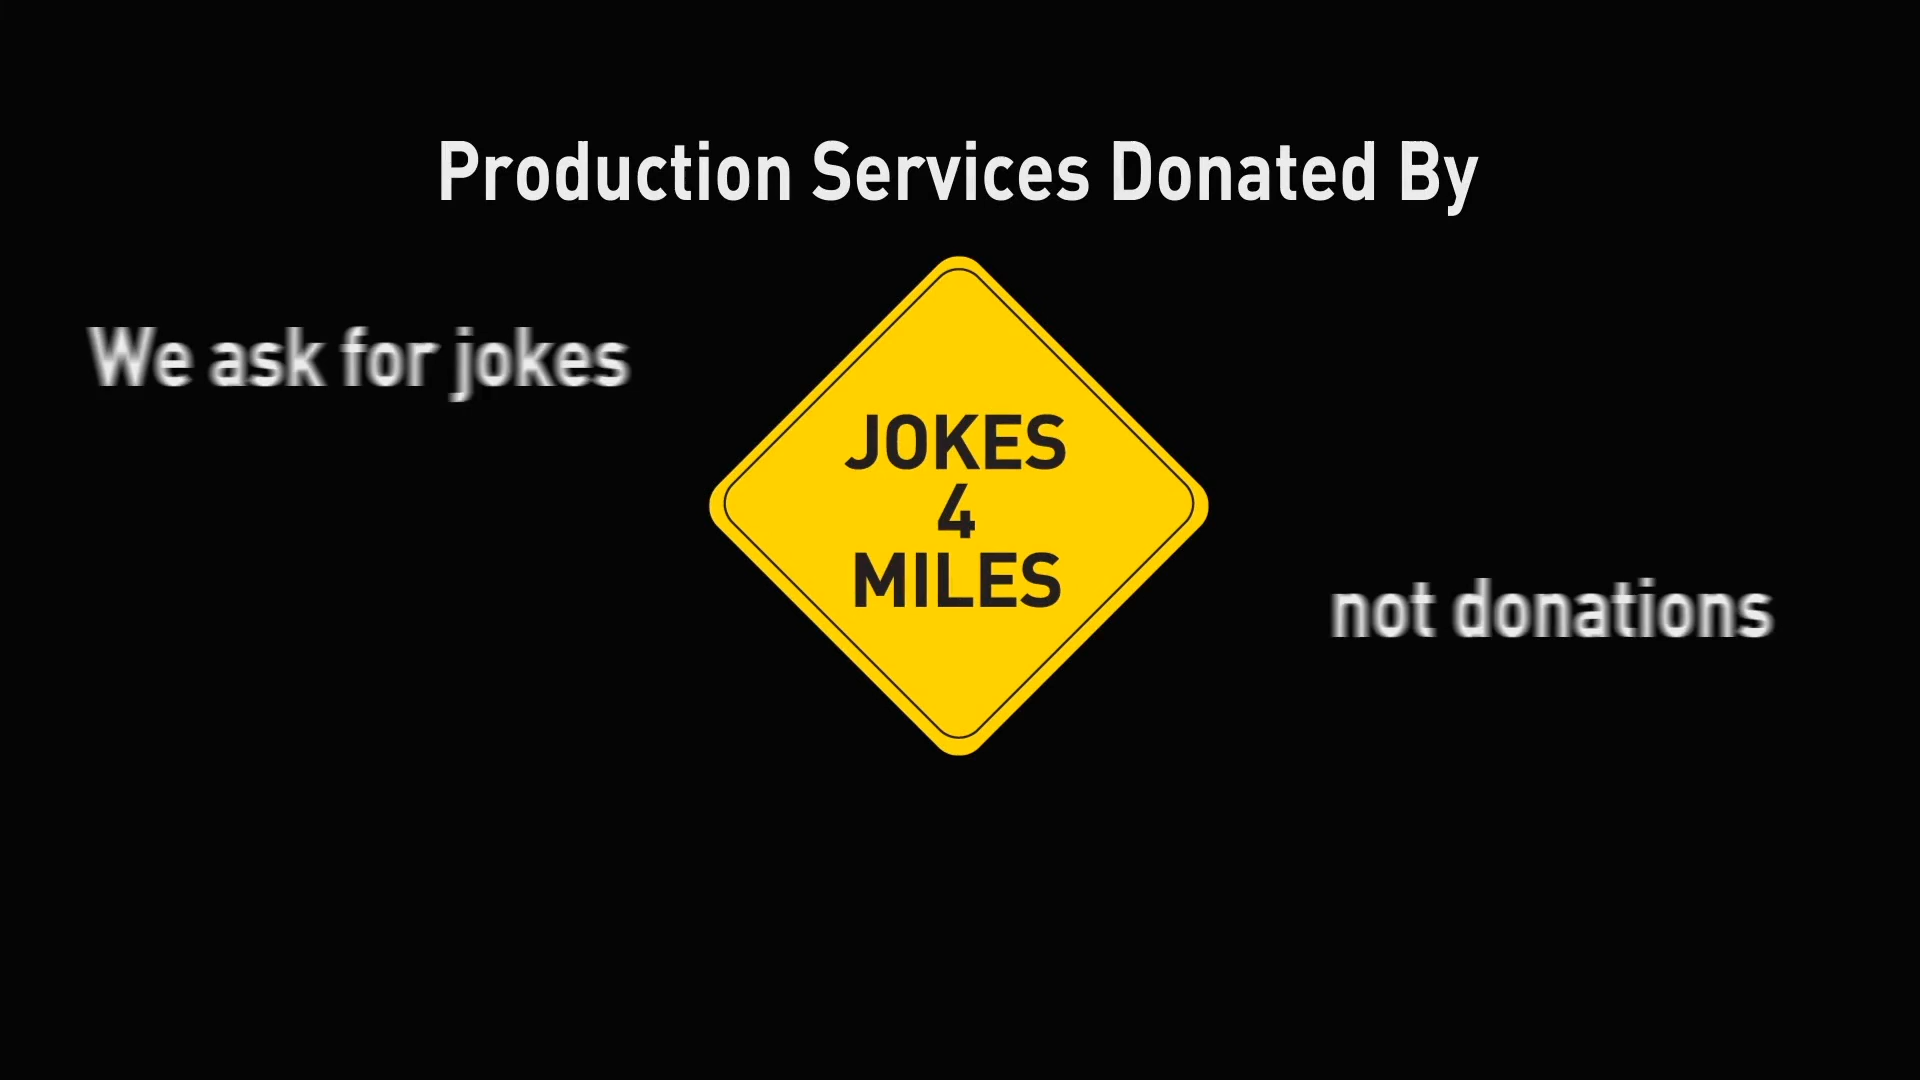 Production Services Donated By
We ask for jokes
JOKES
4
MILES
not donations